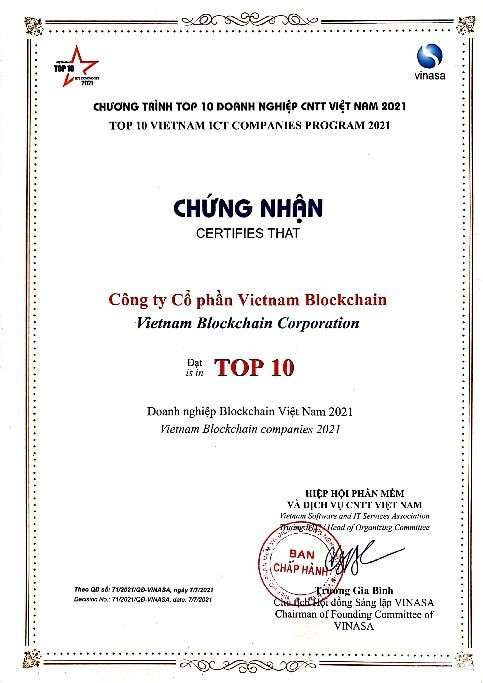 VIETNAM
TOP 10
ICT COMPANIES
2021
vinasa
CHƯƠNG TRÌNH TOP 10 DOANH NGHIỆP CNTT VIỆT NAM 2021
TOP 10 VIETNAM ICT COMPANIES PROGRAM 2021
CHỨNG NHẬN
CERTIFIES THAT
Công ty Cổ phần Vietnam Blockchain
Vietnam Blockchain Corporation
Đạt
is in
TOP 10
Doanh nghiệp Blockchain Việt Nam 2021
Vietnam Blockchain companies 2021
HIỆP HỘI PHẦN MỀM
VÀ DỊCH VỤ CNTT VIỆT NAM
Vietnam Software and IT Services Association
Trưởng BTC / Head of Organizing Committee
BAN
CHẤP HÀNH
Trương Gia Bình
Chủ tịch Hội đồng Sáng lập VINASA
Chairman of Founding Committee of
VINASA
Theo QĐ số: 71/2021/QĐ-VINASA, ngày 7/7/2021
Decision No.: 71/2021/QĐ-VINASA, date: 7/7/2021